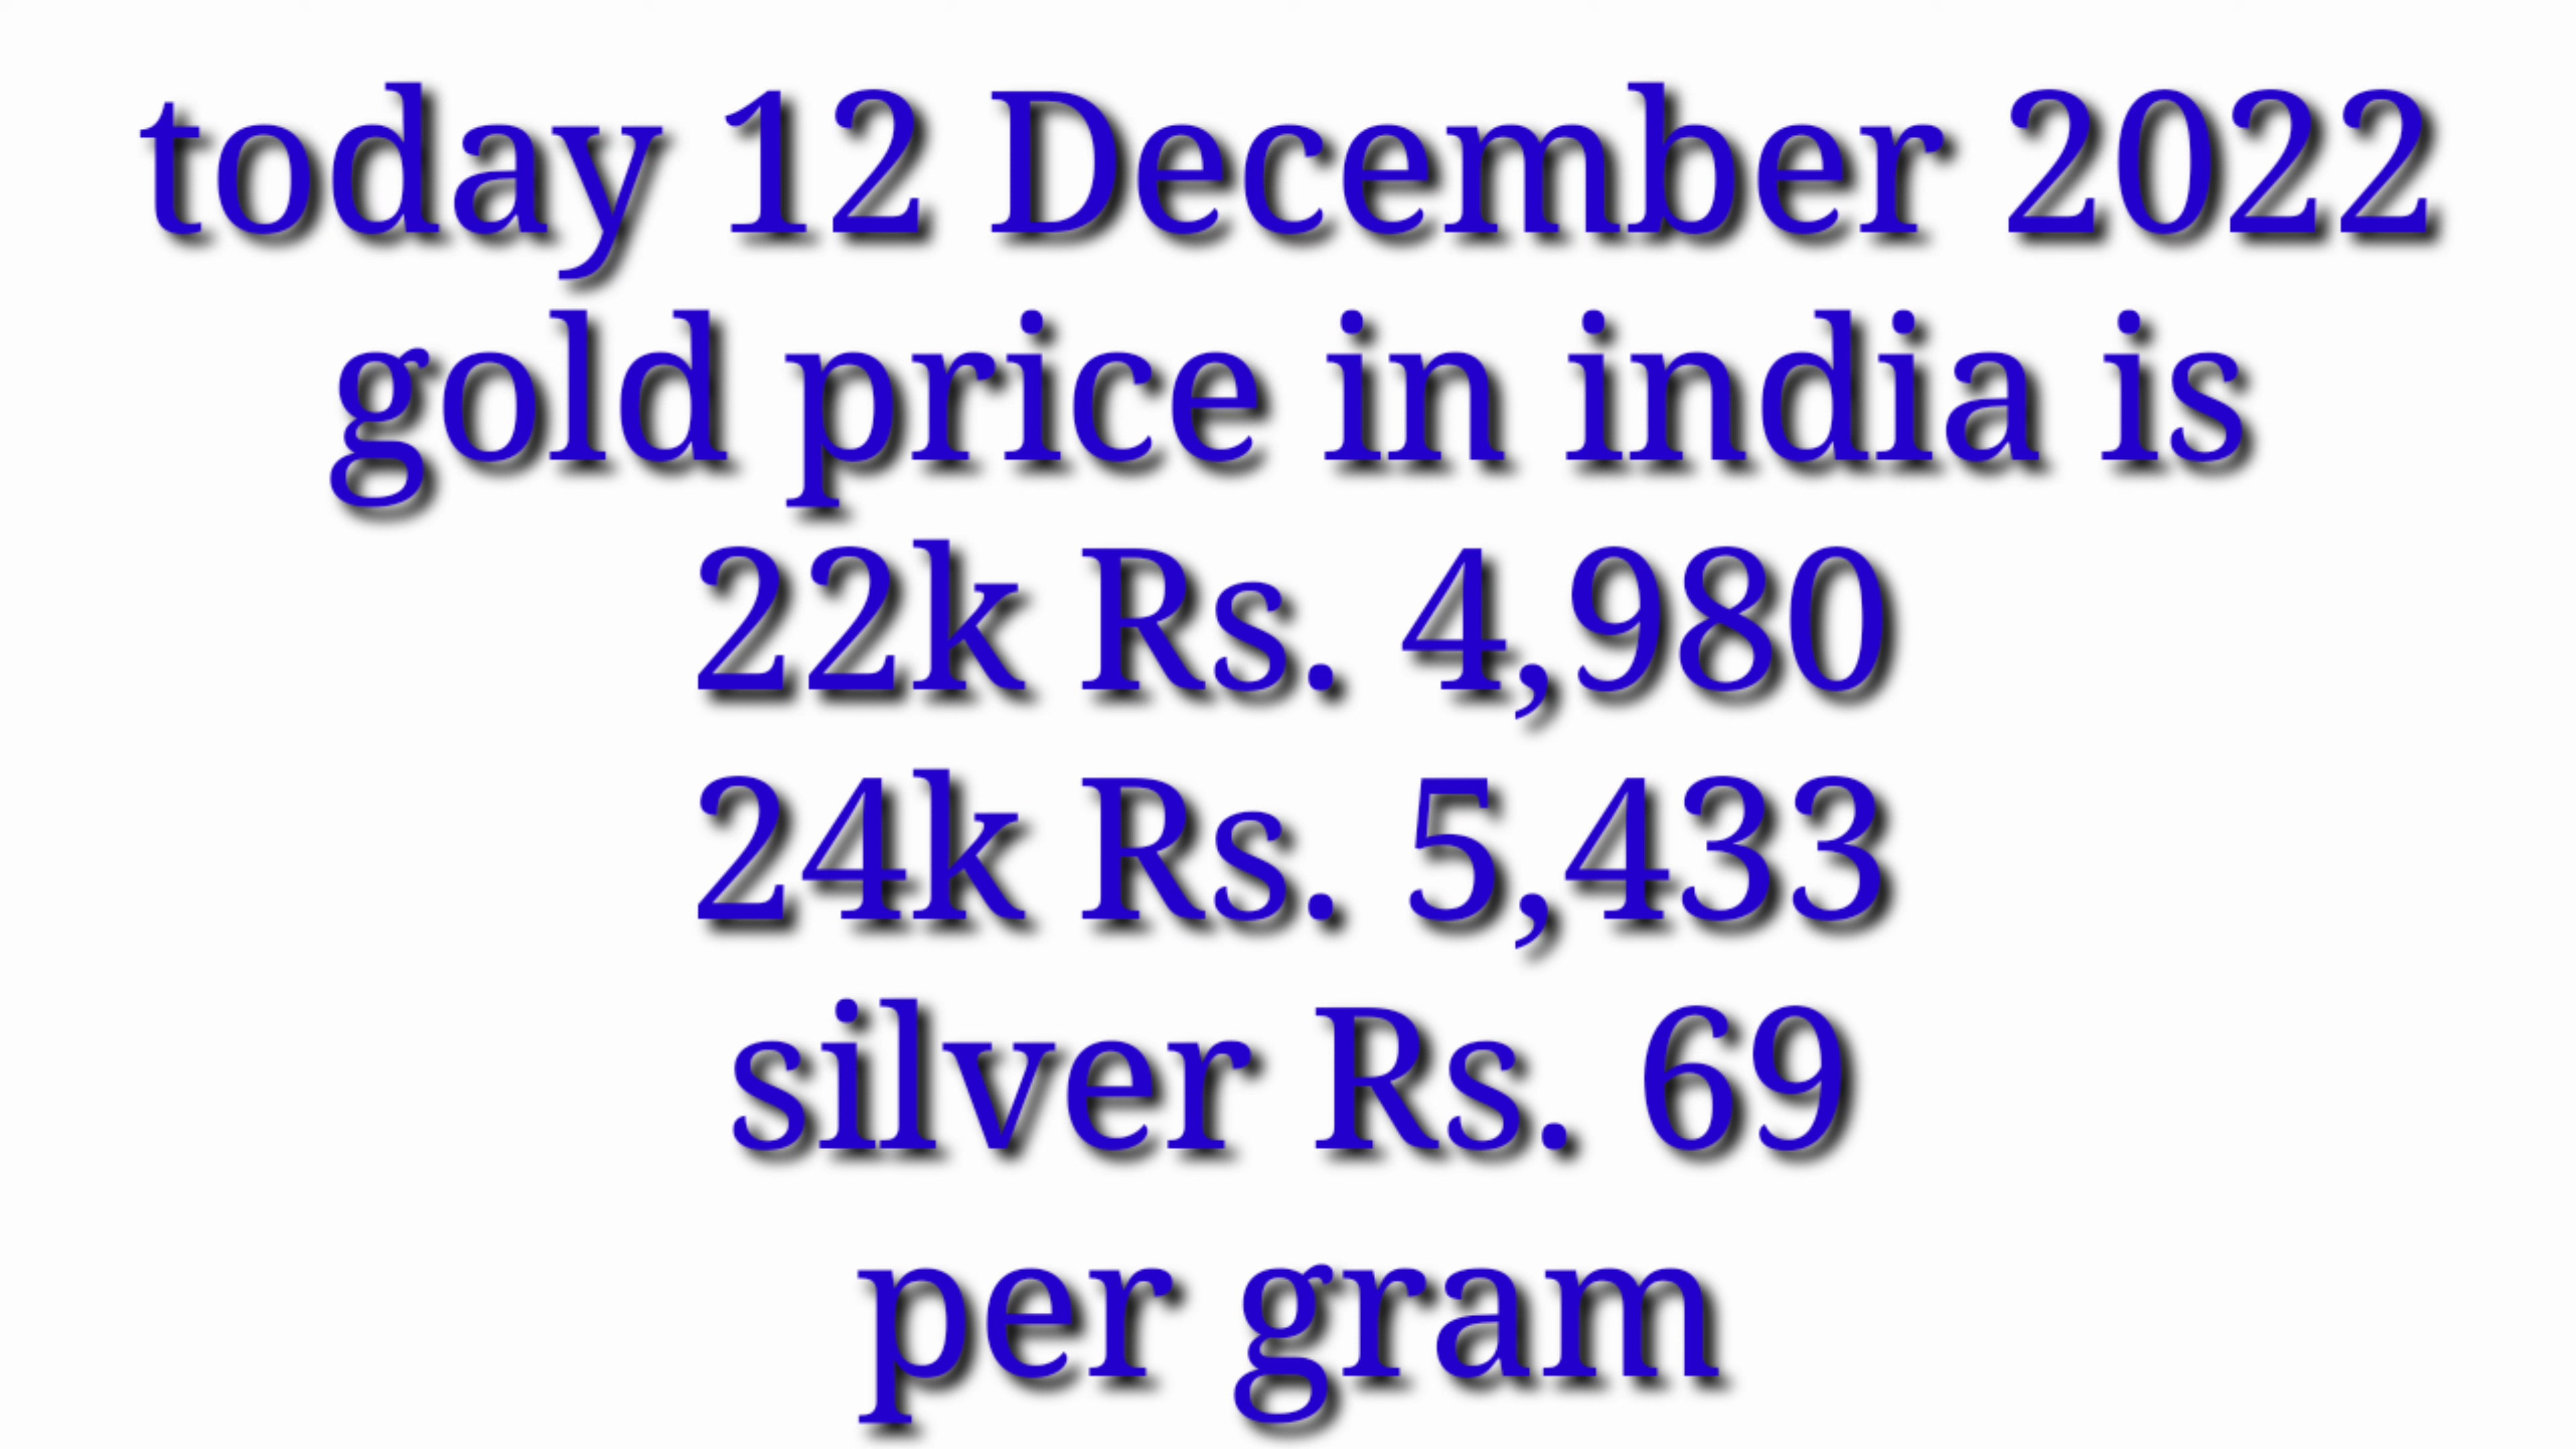 today 12 December 2022
gold price in india is
22k Rs. 4,980
24k Rs. 5,433
silver Rs. 69
per gram